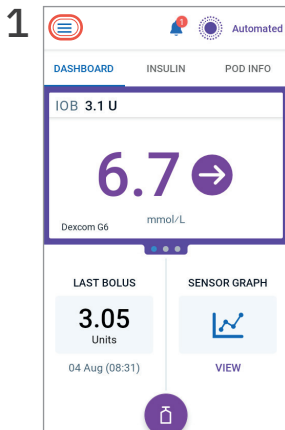 1
1
Automated
DASHBOARD INSULIN POD INFO
IOB 3.1 U
6.7
mmol/L
Dexcom G6
LAST BOLUS SENSOR GRAPH
3.05
Units
04 Aug (08:31) VIEW